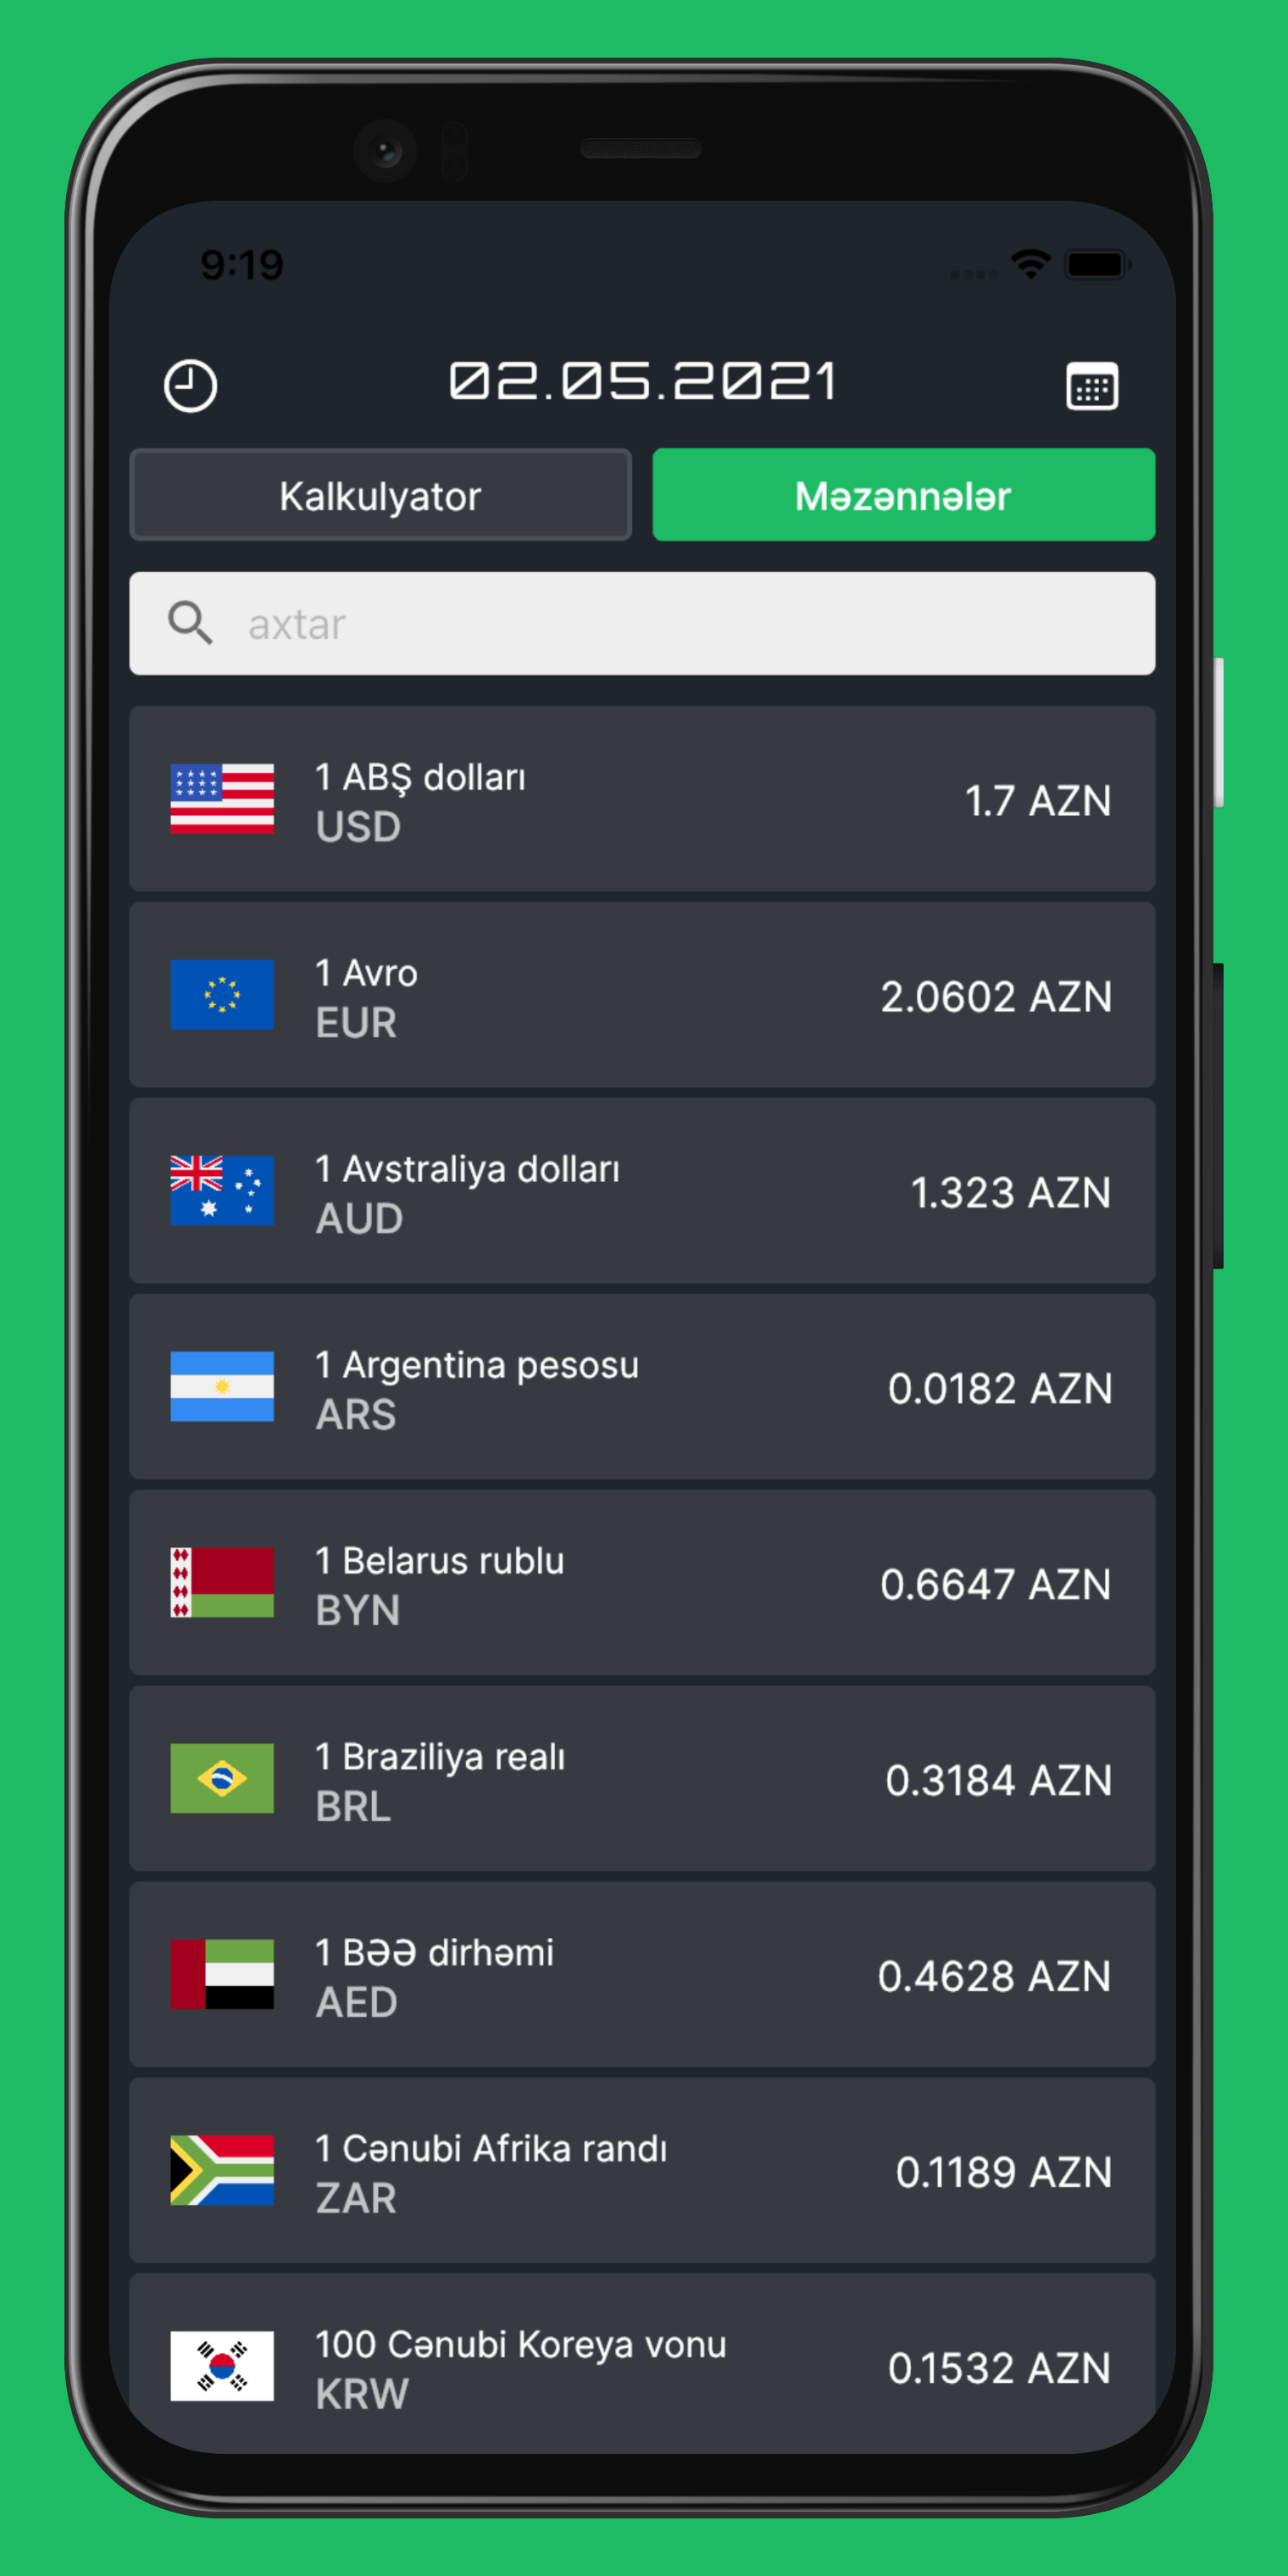 9:19
02.05.2021
Kalkulyator
Məzənnələr
axtar
1 ABŞ dolları
USD
1.7 AZN
1 Avro
EUR
2.0602 AZN
1 Avstraliya dolları
AUD
1.323 AZN
1 Argentina pesosu
ARS
0.0182 AZN
1 Belarus rublu
BYN
0.6647 AZN
1 Braziliya realı
BRL
0.3184 AZN
1 BƏƏ dirhəmi
AED
0.4628 AZN
1 Cənubi Afrika randı
ZAR
0.1189 AZN
100 Cənubi Koreya vonu
KRW
0.1532 AZN